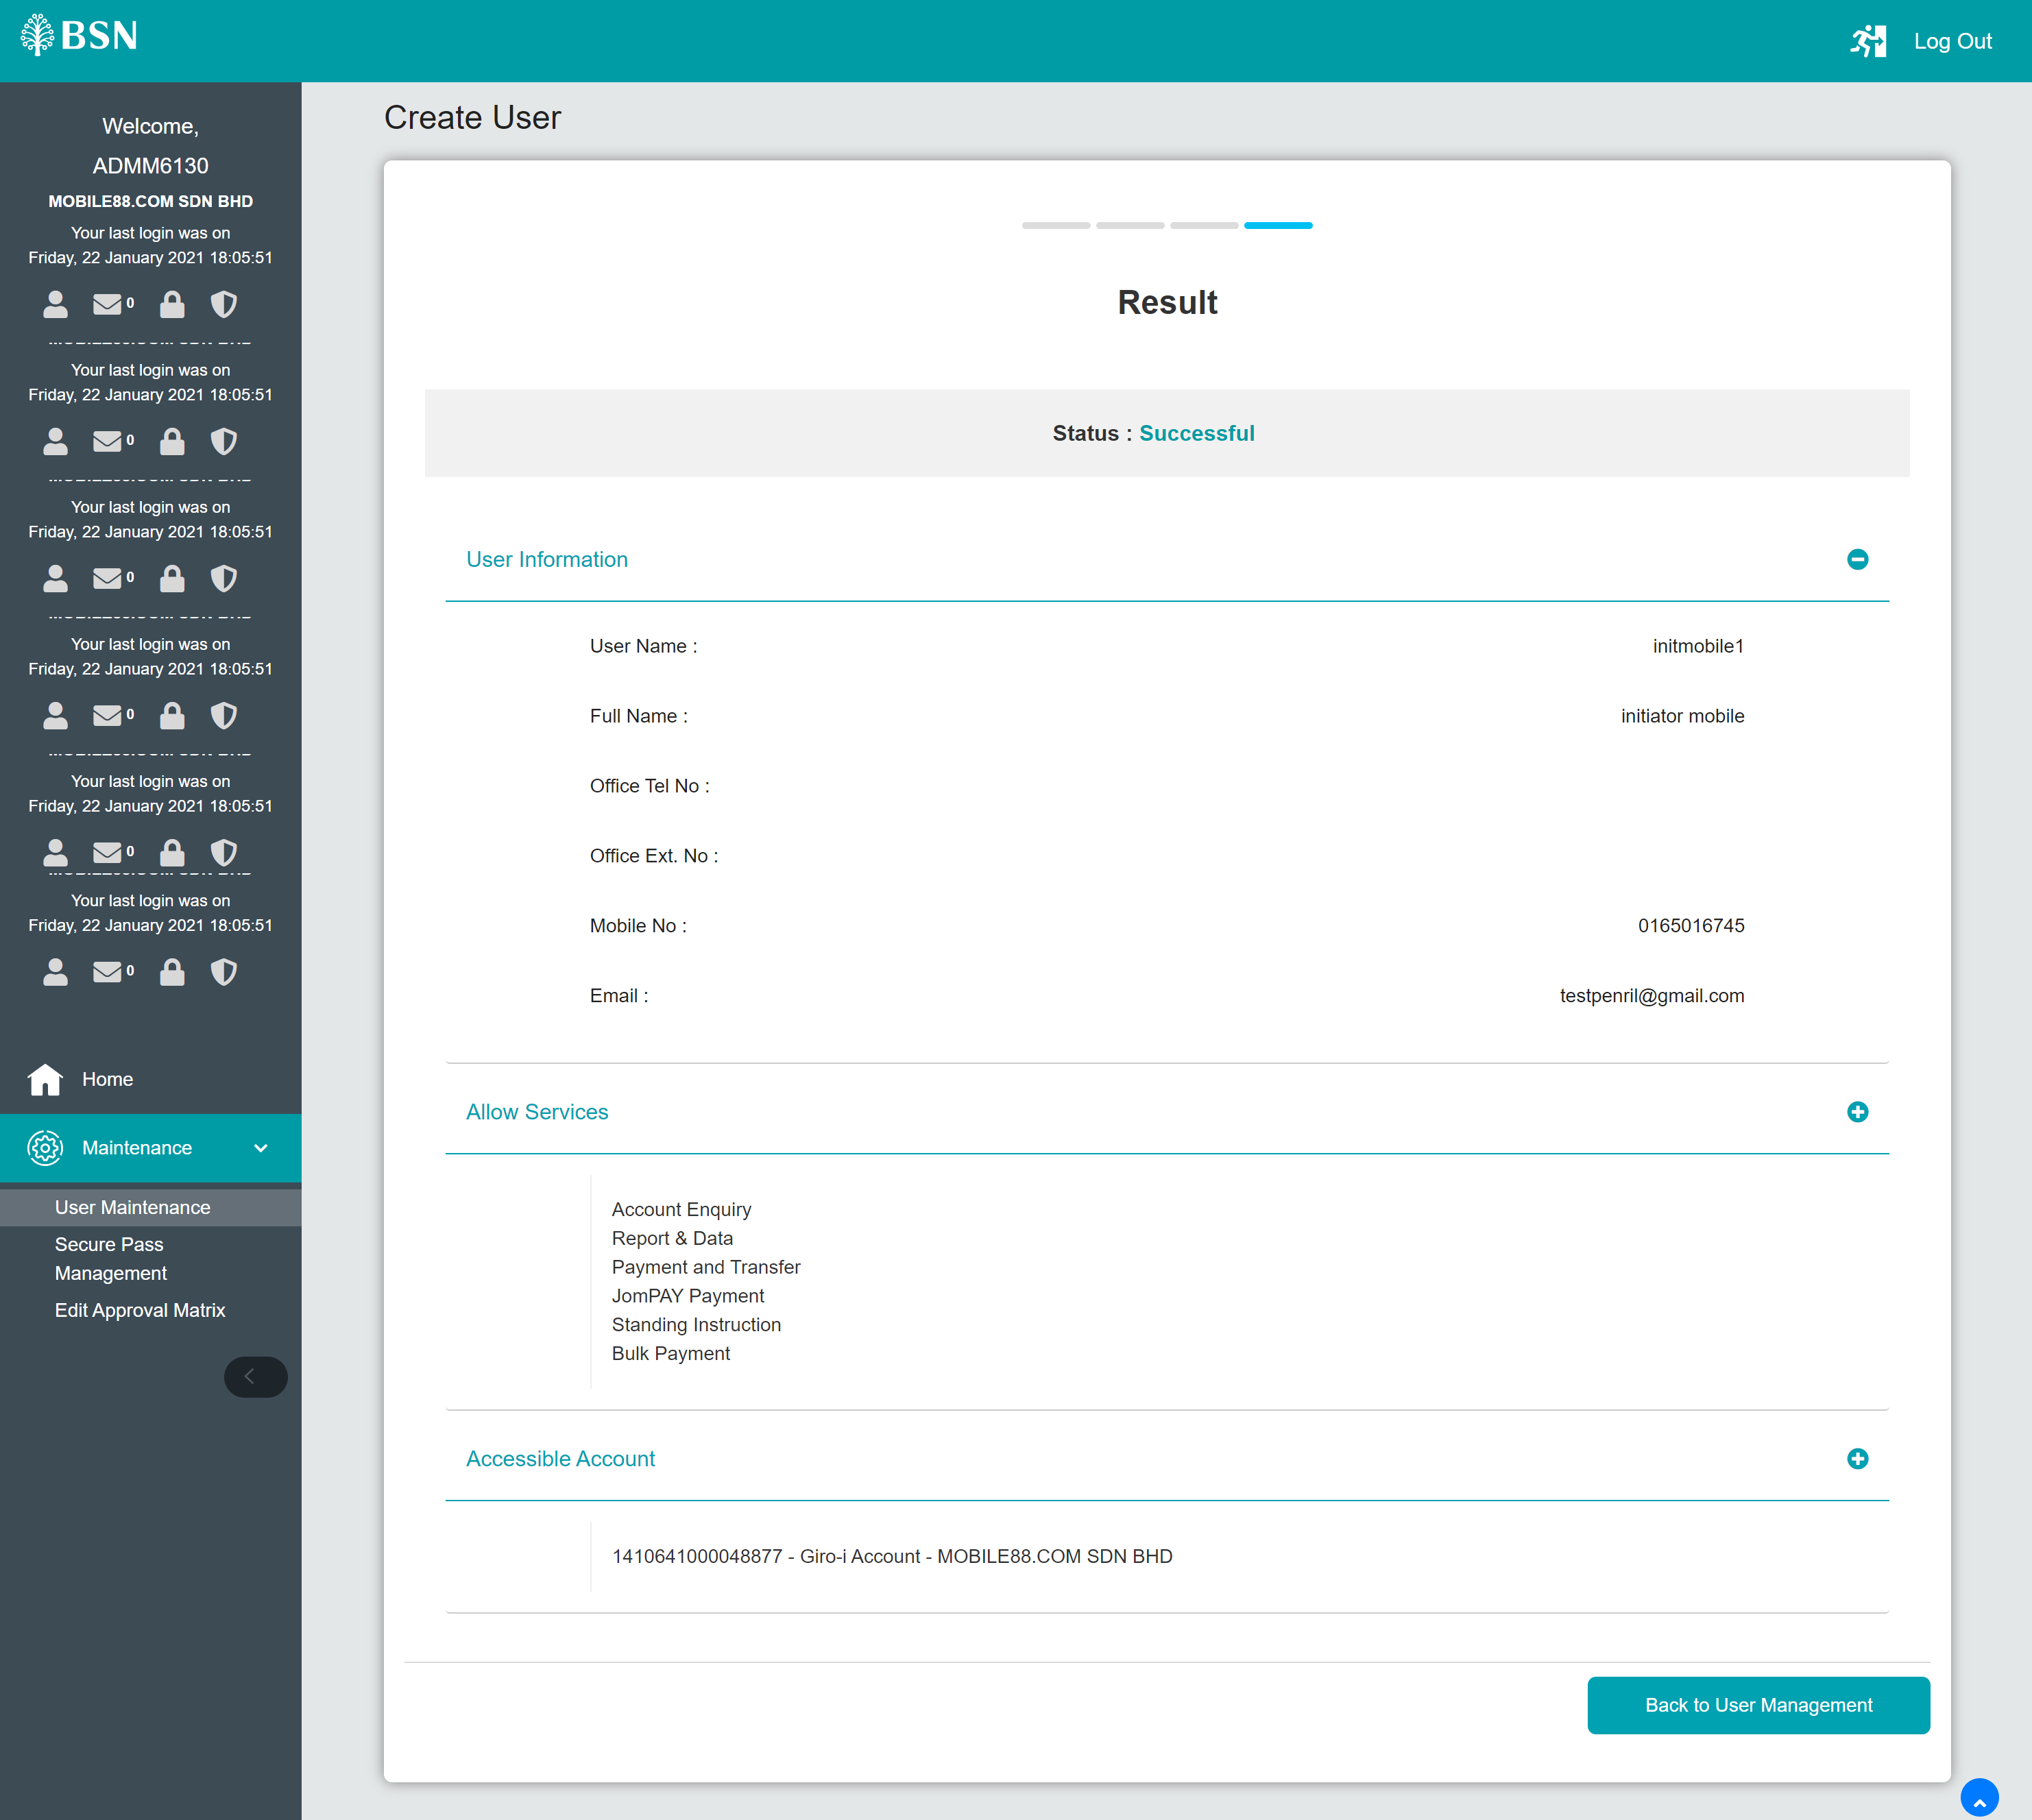 BSN
Log Out
Welcome,
ADMM6130
MOBILE88.COM SDN BHD
Your last login was on
Friday, 22 January 2021 18:05:51
0
Your last login was on
Friday, 22 January 2021 18:05:51
0
Your last login was on
Friday, 22 January 2021 18:05:51
0
Your last login was on
Friday, 22 January 2021 18:05:51
0
Your last login was on
Friday, 22 January 2021 18:05:51
0
Your last login was on
Friday, 22 January 2021 18:05:51
0
Home
Maintenance
User Maintenance
Secure Pass
Management
Edit Approval Matrix
Create User
Result
Status : Successful
User Information
User Name : initmobile1
Full Name : initiator mobile
Office Tel No :
Office Ext. No :
Mobile No : 0165016745
Email : testpenril@gmail.com
Allow Services
Account Enquiry
Report & Data
Payment and Transfer
JomPAY Payment
Standing Instruction
Bulk Payment
Accessible Account
1410641000048877 - Giro-i Account - MOBILE88.COM SDN BHD
Back to User Management